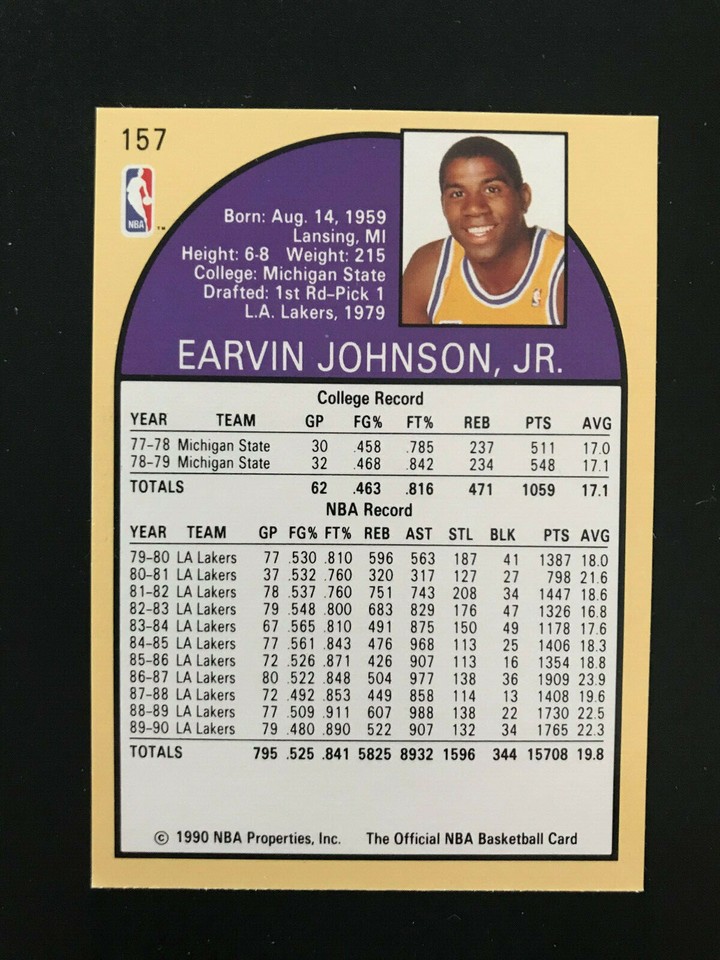 157
NBA
™
Born: Aug. 14, 1959
Lansing, MI
Height: 6-8 Weight: 215
College: Michigan State
Drafted: 1st Rd-Pick 1
L.A. Lakers, 1979
EARVIN JOHNSON, JR.
College Record
YEAR TEAM GP FG% FT% REB PTS AVG
77-78 Michigan State 30 .458 .785 237 511 17.0
78-79 Michigan State 32 .468 .842 234 548 17.1
TOTALS 62 .463 .816 471 1059 17.1
NBA Record
YEAR TEAM GP FG% FT% REB AST STL BLK PTS AVG
79-80 LA Lakers 77 .530 .810 596 563 187 41 1387 18.0
80-81 LA Lakers 37 .532 .760 320 317 127 27 798 21.6
81-82 LA Lakers 78 .537 .760 751 743 208 34 1447 18.6
82-83 LA Lakers 79 .548 .800 683 829 176 47 1326 16.8
83-84 LA Lakers 67 .565 .810 491 875 150 49 1178 17.6
84-85 LA Lakers 77 .561 .843 476 968 113 25 1406 18.3
85-86 LA Lakers 72 .526 .871 426 907 113 16 1354 18.8
86-87 LA Lakers 80 .522 .848 504 977 138 36 1909 23.9
87-88 LA Lakers 72 .492 .853 449 858 114 13 1408 19.6
88-89 LA Lakers 77 .509 .911 607 988 138 22 1730 22.5
89-90 LA Lakers 79 .480 .890 522 907 132 34 1765 22.3
TOTALS 795 .525 .841 5825 8932 1596 344 15708 19.8
© 1990 NBA Properties, Inc. The Official NBA Basketball Card